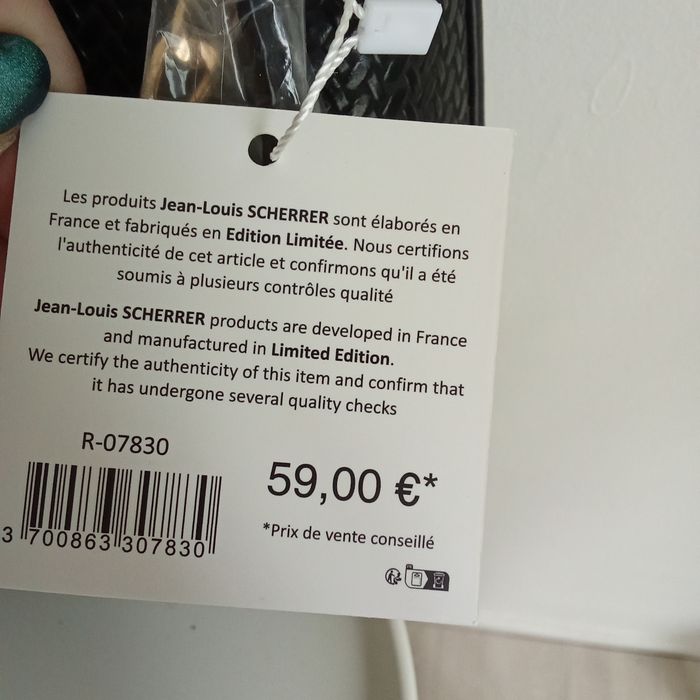 Les produits Jean-Louis SCHERRER sont élaborés en
France et fabriqués en Edition Limitée. Nous certifions
l'authenticité de cet article et confirmons qu'il a été
soumis à plusieurs contrôles qualité
Jean-Louis SCHERRER products are developed in France
and manufactured in Limited Edition.
We certify the authenticity of this item and confirm that
it has undergone several quality checks
R-07830
59,00 €*
3 700863 307830
*Prix de vente conseillé